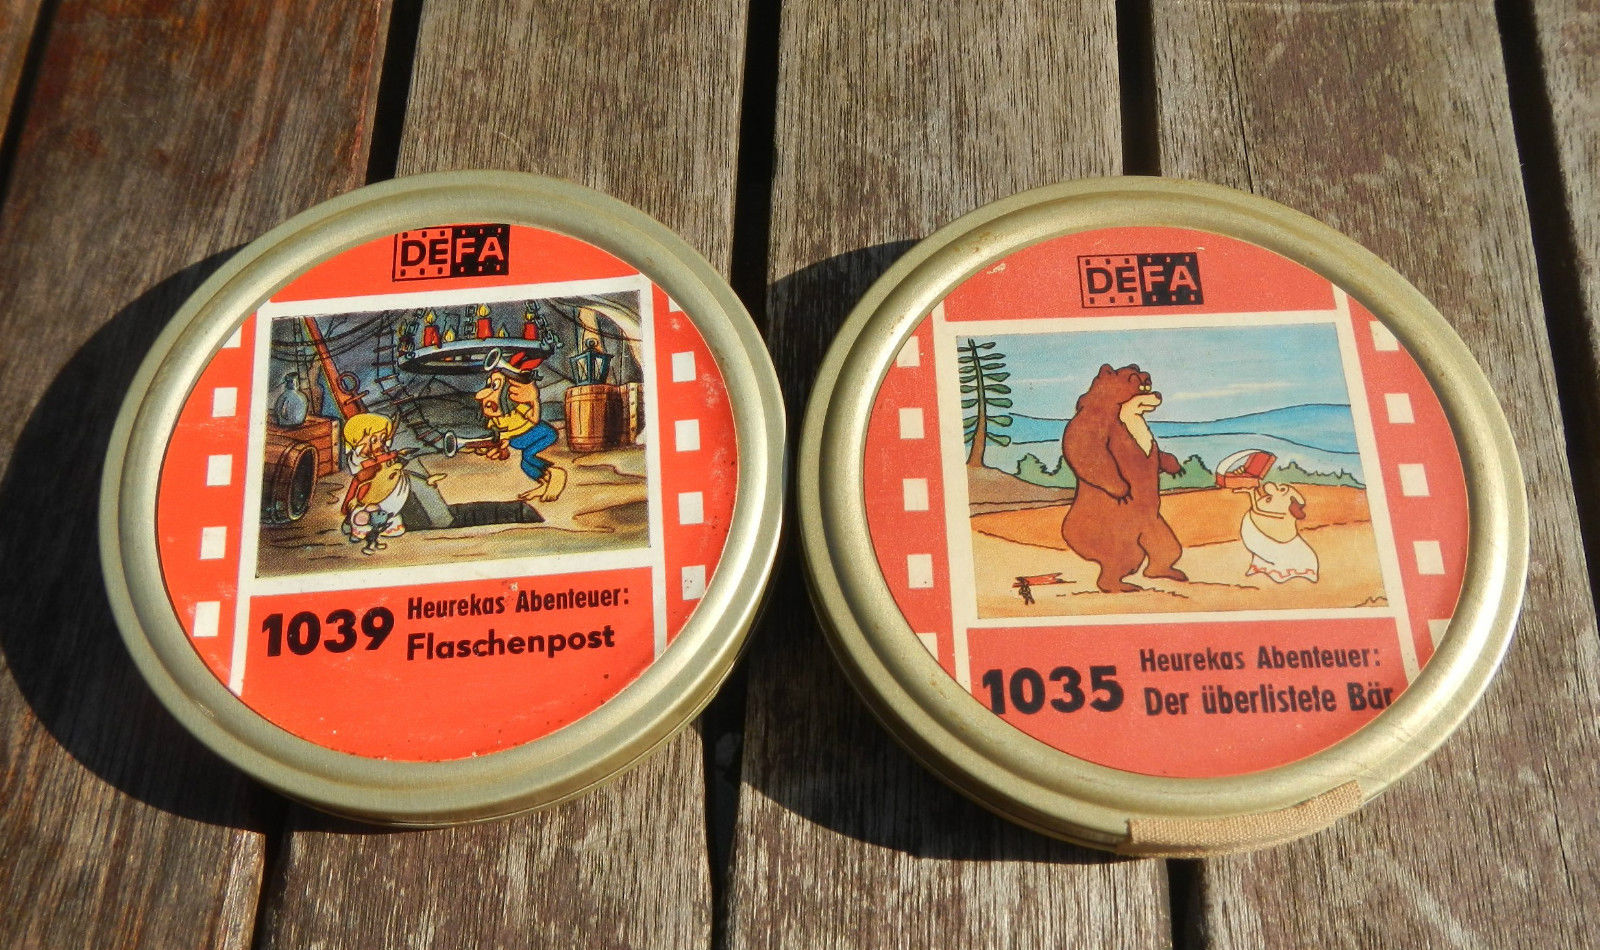 DEFA
1039
Heurekas Abenteuer:
Flaschenpost
DEFA
1035
Heurekas Abenteuer:
Der überlistete Bär